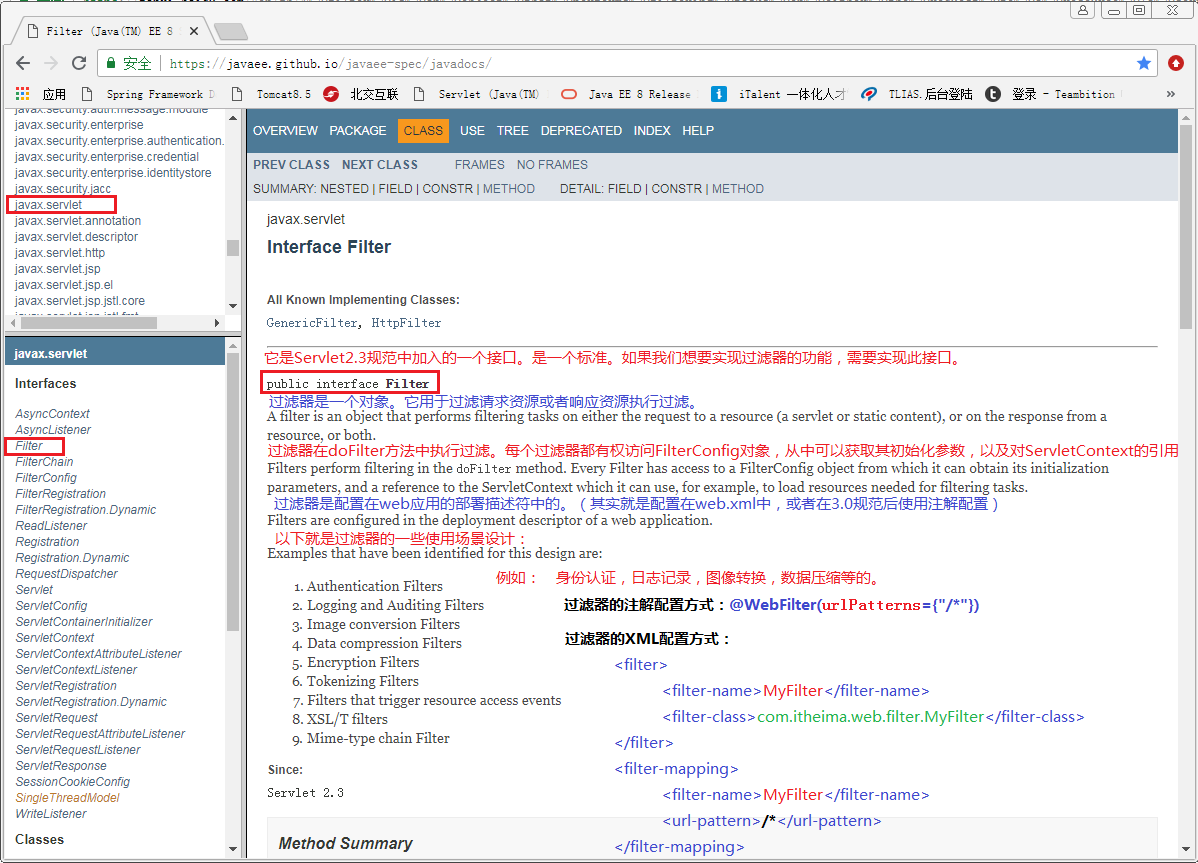 Filter (Java(TM) EE 8
安全
https://javaee.github.io/javaee-spec/javadocs/
应用
Spring Framework D
Tomcat8.5
北交互联
Servlet (Java(TM)
Java EE 8 Release
iTalent 一体化人才
TLIAS.后台登陆
登录 - Teambition
»
javax.security.auth.message.module
javax.security.enterprise
javax.security.enterprise.authentication.
javax.security.enterprise.credential
javax.security.enterprise.identitystore
javax.security.jacc
javax.servlet
javax.servlet.annotation
javax.servlet.descriptor
javax.servlet.http
javax.servlet.jsp
javax.servlet.jsp.el
javax.servlet.jsp.jstl.core
javax.servlet.jsp.jstl.fmt
javax.servlet
Interfaces
AsyncContext
AsyncListener
Filter
FilterChain
FilterConfig
FilterRegistration
FilterRegistration.Dynamic
ReadListener
Registration
Registration.Dynamic
RequestDispatcher
Servlet
ServletConfig
ServletContainerInitializer
ServletContext
ServletContextAttributeListener
ServletContextListener
ServletRegistration
ServletRegistration.Dynamic
ServletRequest
ServletRequestAttributeListener
ServletRequestListener
ServletResponse
SessionCookieConfig
SingleThreadModel
WriteListener
Classes
OVERVIEW PACKAGE CLASS USE TREE DEPRECATED INDEX HELP
PREV CLASS NEXT CLASS FRAMES NO FRAMES
SUMMARY: NESTED | FIELD | CONSTR | METHOD DETAIL: FIELD | CONSTR | METHOD
javax.servlet
Interface Filter
All Known Implementing Classes:
GenericFilter, HttpFilter
它是Servlet2.3规范中加入的一个接口。是一个标准。如果我们想要实现过滤器的功能，需要实现此接口。
public interface Filter
过滤器是一个对象。它用于过滤请求资源或者响应资源执行过滤。
A filter is an object that performs filtering tasks on either the request to a resource (a servlet or static content), or on the response from a
resource, or both.
过滤器在doFilter方法中执行过滤。每个过滤器都有权访问FilterConfig对象，从中可以获取其初始化参数，以及对ServletContext的引用
Filters perform filtering in the doFilter method. Every Filter has access to a FilterConfig object from which it can obtain its initialization
parameters, and a reference to the ServletContext which it can use, for example, to load resources needed for filtering tasks.
过滤器是配置在web应用的部署描述符中的。（其实就是配置在web.xml中，或者在3.0规范后使用注解配置）
Filters are configured in the deployment descriptor of a web application.
以下就是过滤器的一些使用场景设计：
Examples that have been identified for this design are:
例如： 身份认证，日志记录，图像转换，数据压缩等的。
1. Authentication Filters
2. Logging and Auditing Filters
3. Image conversion Filters
4. Data compression Filters
5. Encryption Filters
6. Tokenizing Filters
7. Filters that trigger resource access events
8. XSL/T filters
9. Mime-type chain Filter
过滤器的注解配置方式：@WebFilter(urlPatterns={"/*"})
过滤器的XML配置方式：
<filter>
<filter-name>MyFilter</filter-name>
<filter-class>com.itheima.web.filter.MyFilter</filter-class>
</filter>
<filter-mapping>
<filter-name>MyFilter</filter-name>
<url-pattern>/*</url-pattern>
</filter-mapping>
Since:
Servlet 2.3
Method Summary